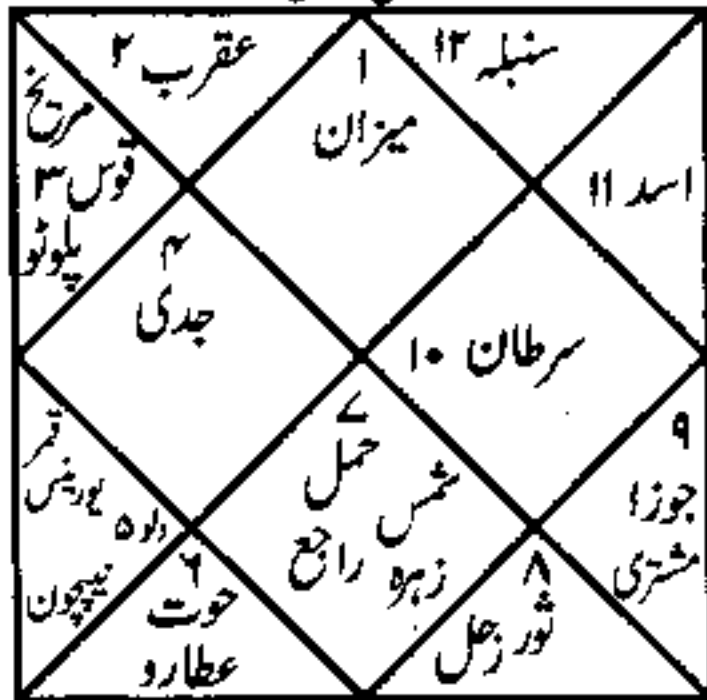 ۱
میزان
عقرب ۲
مریخ
قوس ۳
پلوٹو
۴
جدی
قمر
یورینس
دلو ۵
نیپچون
۶
حوت
عطارد
۷
حمل
شمس
راجع
زہرہ
۸
ثور
زحل
۹
جوزا
مشتری
سرطان ۱۰
اسد ۱۱
سنبلہ ۱۲